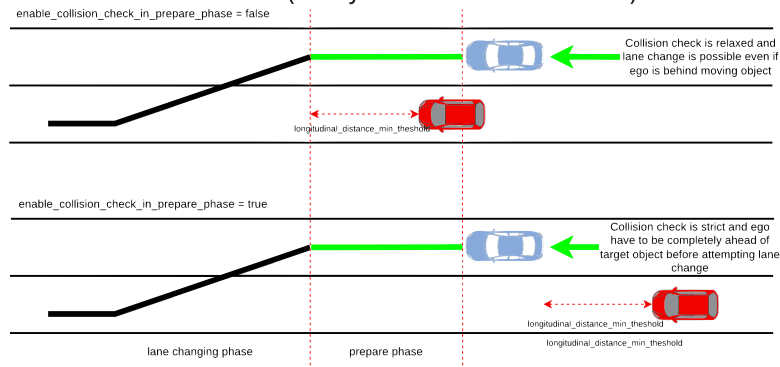 enable_collision_check_in_prepare_phase = false
Collision check is relaxed and
lane change is possible even if
ego is behind moving object
longitudinal_distance_min_theshold
enable_collision_check_in_prepare_phase = true
Collision check is strict and ego
have to be completely ahead of
target object before attempting lane
change
longitudinal_distance_min_theshold
longitudinal_distance_min_theshold
lane changing phase
prepare phase